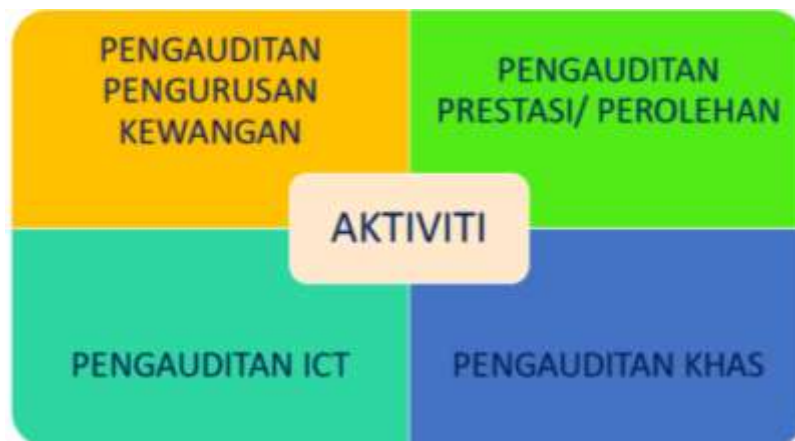 PENGAUDITAN
PENGURUSAN
KEWANGAN
PENGAUDITAN
PRESTASI/ PEROLEHAN
AKTIVITI
PENGAUDITAN ICT
PENGAUDITAN KHAS